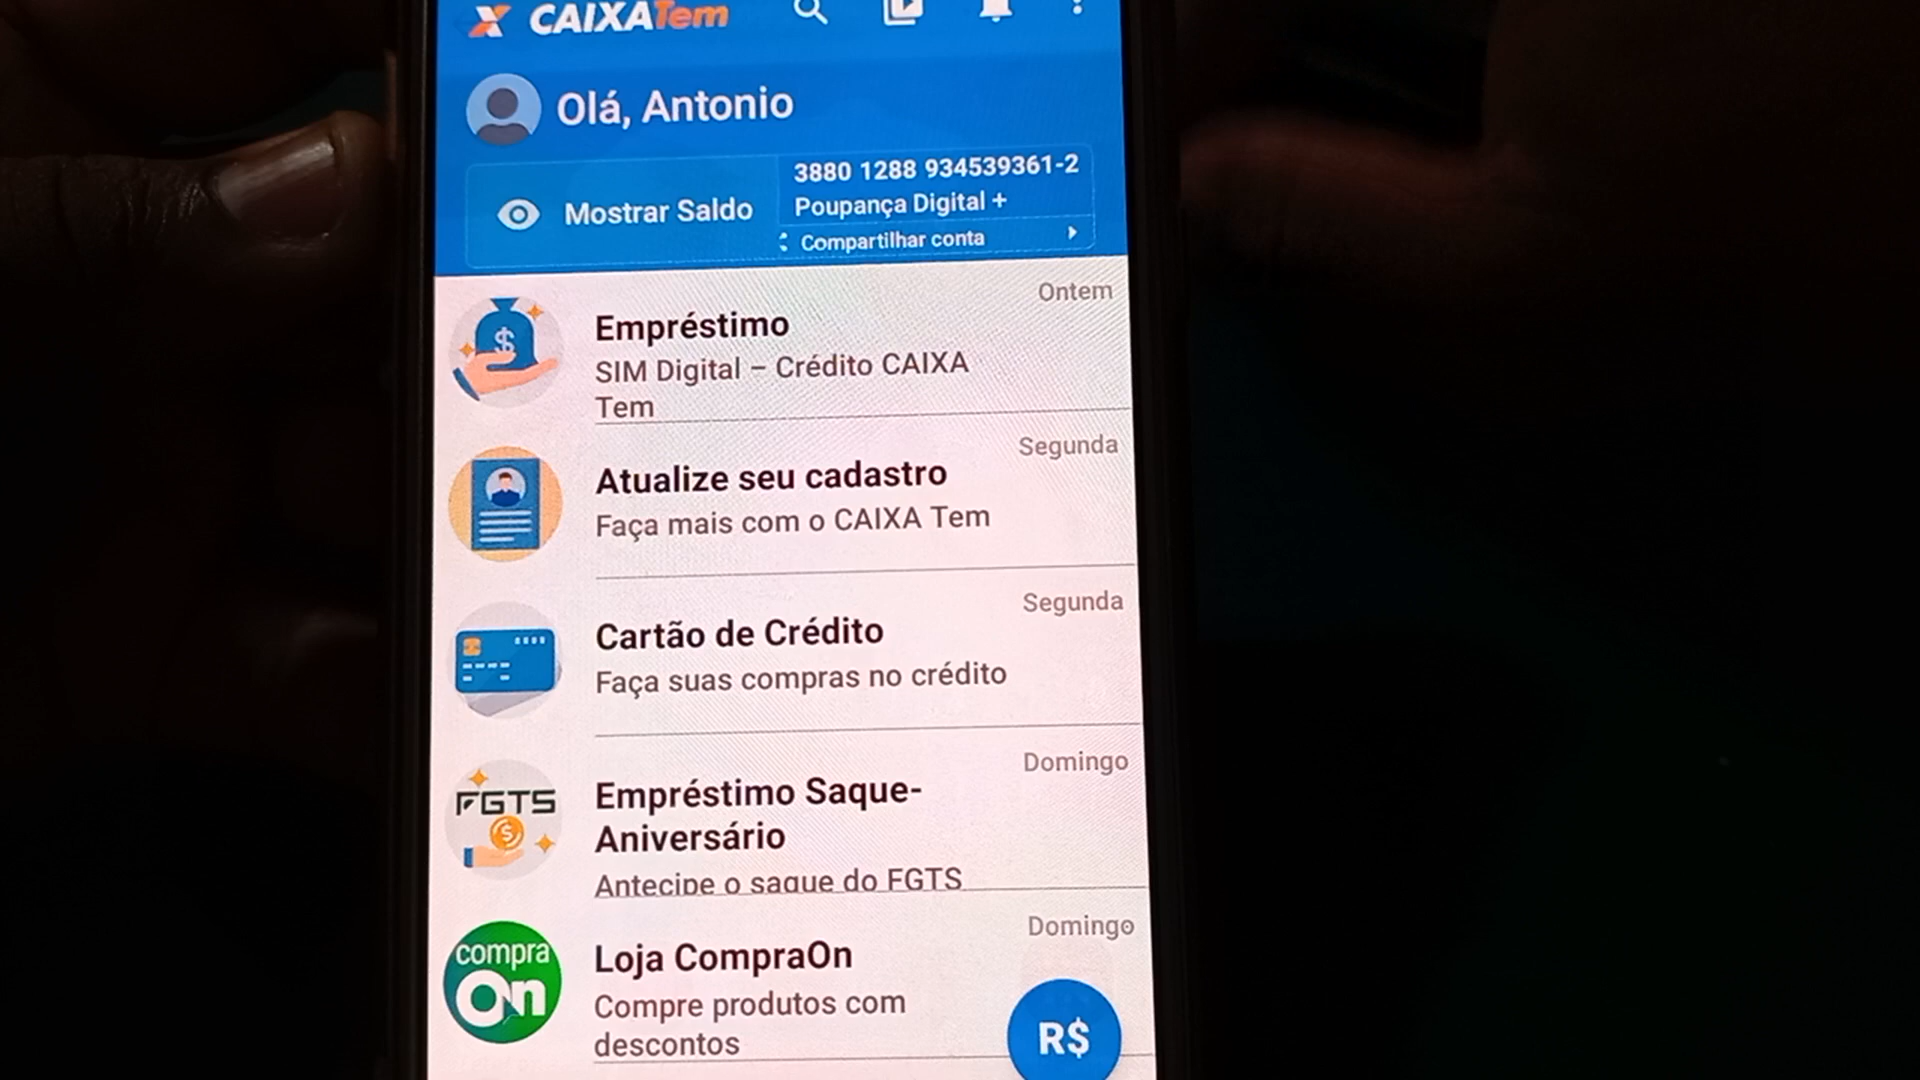 CAIXATem
Olá, Antonio
3880 1288 934539361-2
Mostrar Saldo
Poupança Digital +
Compartilhar conta
Ontem
Empréstimo
SIM Digital – Crédito CAIXA
Tem
Segunda
Atualize seu cadastro
Faça mais com o CAIXA Tem
Segunda
Cartão de Crédito
Faça suas compras no crédito
Domingo
FGTS
Empréstimo Saque-
Aniversário
Antecipe o saque do FGTS
Domingo
compra
On
Loja CompraOn
Compre produtos com
descontos
R$